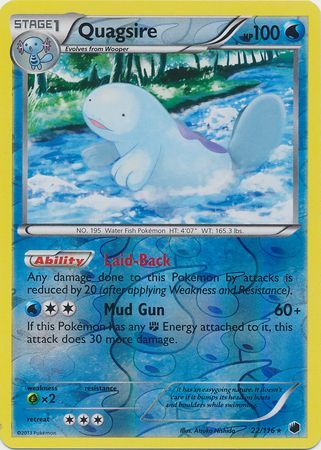 STAGE1
Quagsire
HP100
Evolves from Wooper
NO. 195 Water Fish Pokémon HT: 4'07" WT: 165.3 lbs.
Ability Laid-Back
Any damage done to this Pokémon by attacks is
reduced by 20 (after applying Weakness and Resistance).
Mud Gun 60+
If this Pokémon has any Energy attached to it, this
attack does 30 more damage.
weakness resistance
×2
retreat
It has an easygoing nature. It doesn't
care if it bumps its head on boats
and boulders while swimming.
©2013 Pokémon
Illus. Atsuko Nishida
22/116 ★